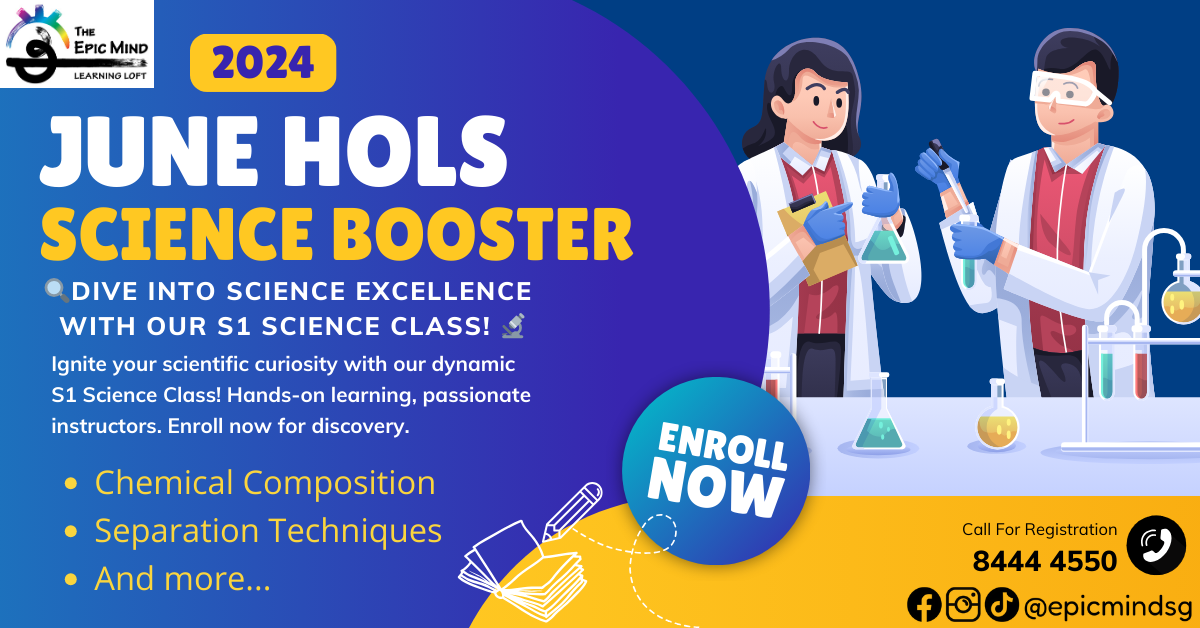 THE
EPIC MIND
LEARNING LOFT
2024
JUNE HOLS
SCIENCE BOOSTER
🔍DIVE INTO SCIENCE EXCELLENCE
WITH OUR S1 SCIENCE CLASS! 🔬
Ignite your scientific curiosity with our dynamic
S1 Science Class! Hands-on learning, passionate
instructors. Enroll now for discovery.
• Chemical Composition
• Separation Techniques
• And more...
ENROLL
NOW
Call For Registration
8444 4550
@epicmindsg